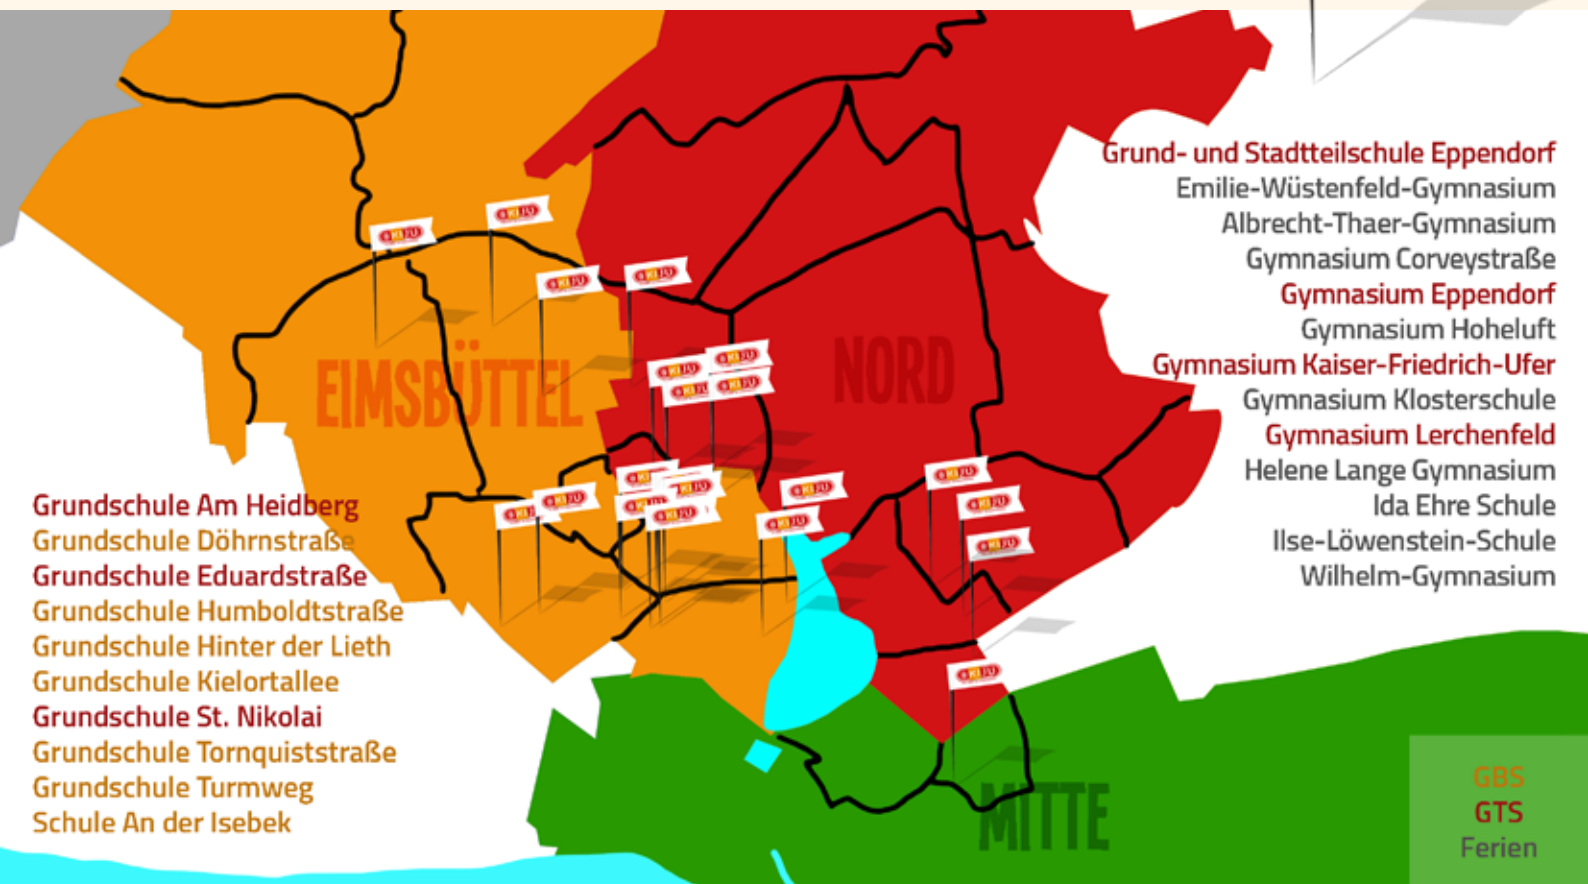 EIMSBÜTTEL
NORD
MITTE
Grundschule Am Heidberg
Grundschule Döhrnstraße
Grundschule Eduardstraße
Grundschule Humboldtstraße
Grundschule Hinter der Lieth
Grundschule Kielortallee
Grundschule St. Nikolai
Grundschule Tornquiststraße
Grundschule Turmweg
Schule An der Isebek
Grund- und Stadtteilschule Eppendorf
Emilie-Wüstenfeld-Gymnasium
Albrecht-Thaer-Gymnasium
Gymnasium Corveystraße
Gymnasium Eppendorf
Gymnasium Hoheluft
Gymnasium Kaiser-Friedrich-Ufer
Gymnasium Klosterschule
Gymnasium Lerchenfeld
Helene Lange Gymnasium
Ida Ehre Schule
Ilse-Löwenstein-Schule
Wilhelm-Gymnasium
GBS
GTS
Ferien